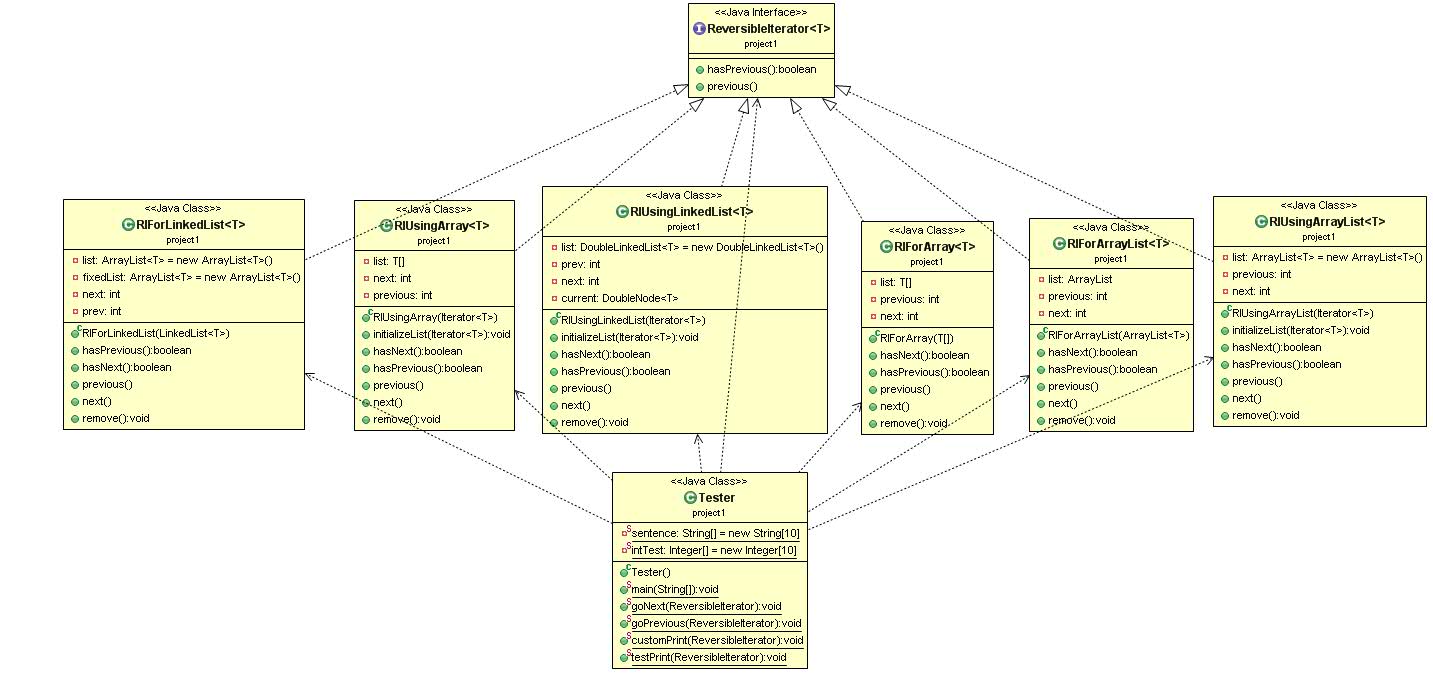 <<Java Interface>>
ReversibleIterator<T>
project1
hasPrevious():boolean
previous()
<<Java Class>>
RIForLinkedList<T>
project1
list: ArrayList<T> = new ArrayList<T>()
fixedList: ArrayList<T> = new ArrayList<T>()
next: int
prev: int
RIForLinkedList(LinkedList<T>)
hasPrevious():boolean
hasNext():boolean
previous()
next()
remove():void
<<Java Class>>
RIUsingArray<T>
project1
list: T[]
next: int
previous: int
RIUsingArray(Iterator<T>)
initializeList(Iterator<T>):void
hasNext():boolean
hasPrevious():boolean
previous()
next()
remove():void
<<Java Class>>
RIUsingLinkedList<T>
project1
list: DoubleLinkedList<T> = new DoubleLinkedList<T>()
prev: int
next: int
current: DoubleNode<T>
RIUsingLinkedList(Iterator<T>)
initializeList(Iterator<T>):void
hasNext():boolean
hasPrevious():boolean
previous()
next()
remove():void
<<Java Class>>
RIForArray<T>
project1
list: T[]
previous: int
next: int
RIForArray(T[])
hasNext():boolean
hasPrevious():boolean
previous()
next()
remove():void
<<Java Class>>
RIForArrayList<T>
project1
list: ArrayList
previous: int
next: int
RIForArrayList(ArrayList<T>)
hasNext():boolean
hasPrevious():boolean
previous()
next()
remove():void
<<Java Class>>
RIUsingArrayList<T>
project1
list: ArrayList<T> = new ArrayList<T>()
previous: int
next: int
RIUsingArrayList(Iterator<T>)
initializeList(Iterator<T>):void
hasNext():boolean
hasPrevious():boolean
previous()
next()
remove():void
<<Java Class>>
Tester
project1
sentence: String[] = new String[10]
intTest: Integer[] = new Integer[10]
Tester()
main(String[]):void
goNext(ReversibleIterator):void
goPrevious(ReversibleIterator):void
customPrint(ReversibleIterator):void
testPrint(ReversibleIterator):void